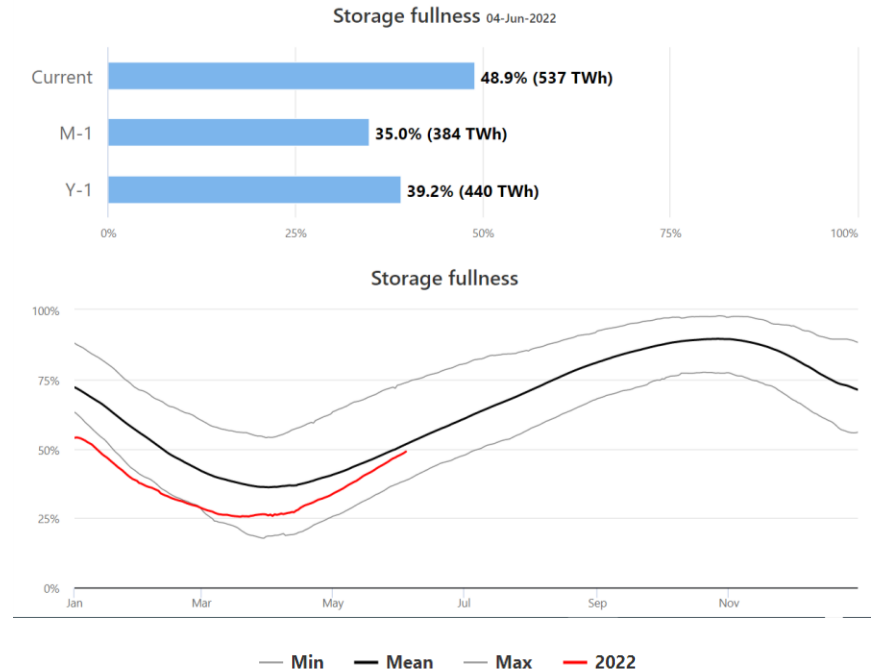 Storage fullness 04-Jun-2022
Current 48.9% (537 TWh)
M-1 35.0% (384 TWh)
Y-1 39.2% (440 TWh)
0% 25% 50% 75% 100%
Storage fullness
100%
75%
50%
25%
0%
Jan Mar May Jul Sep Nov
Min Mean Max 2022